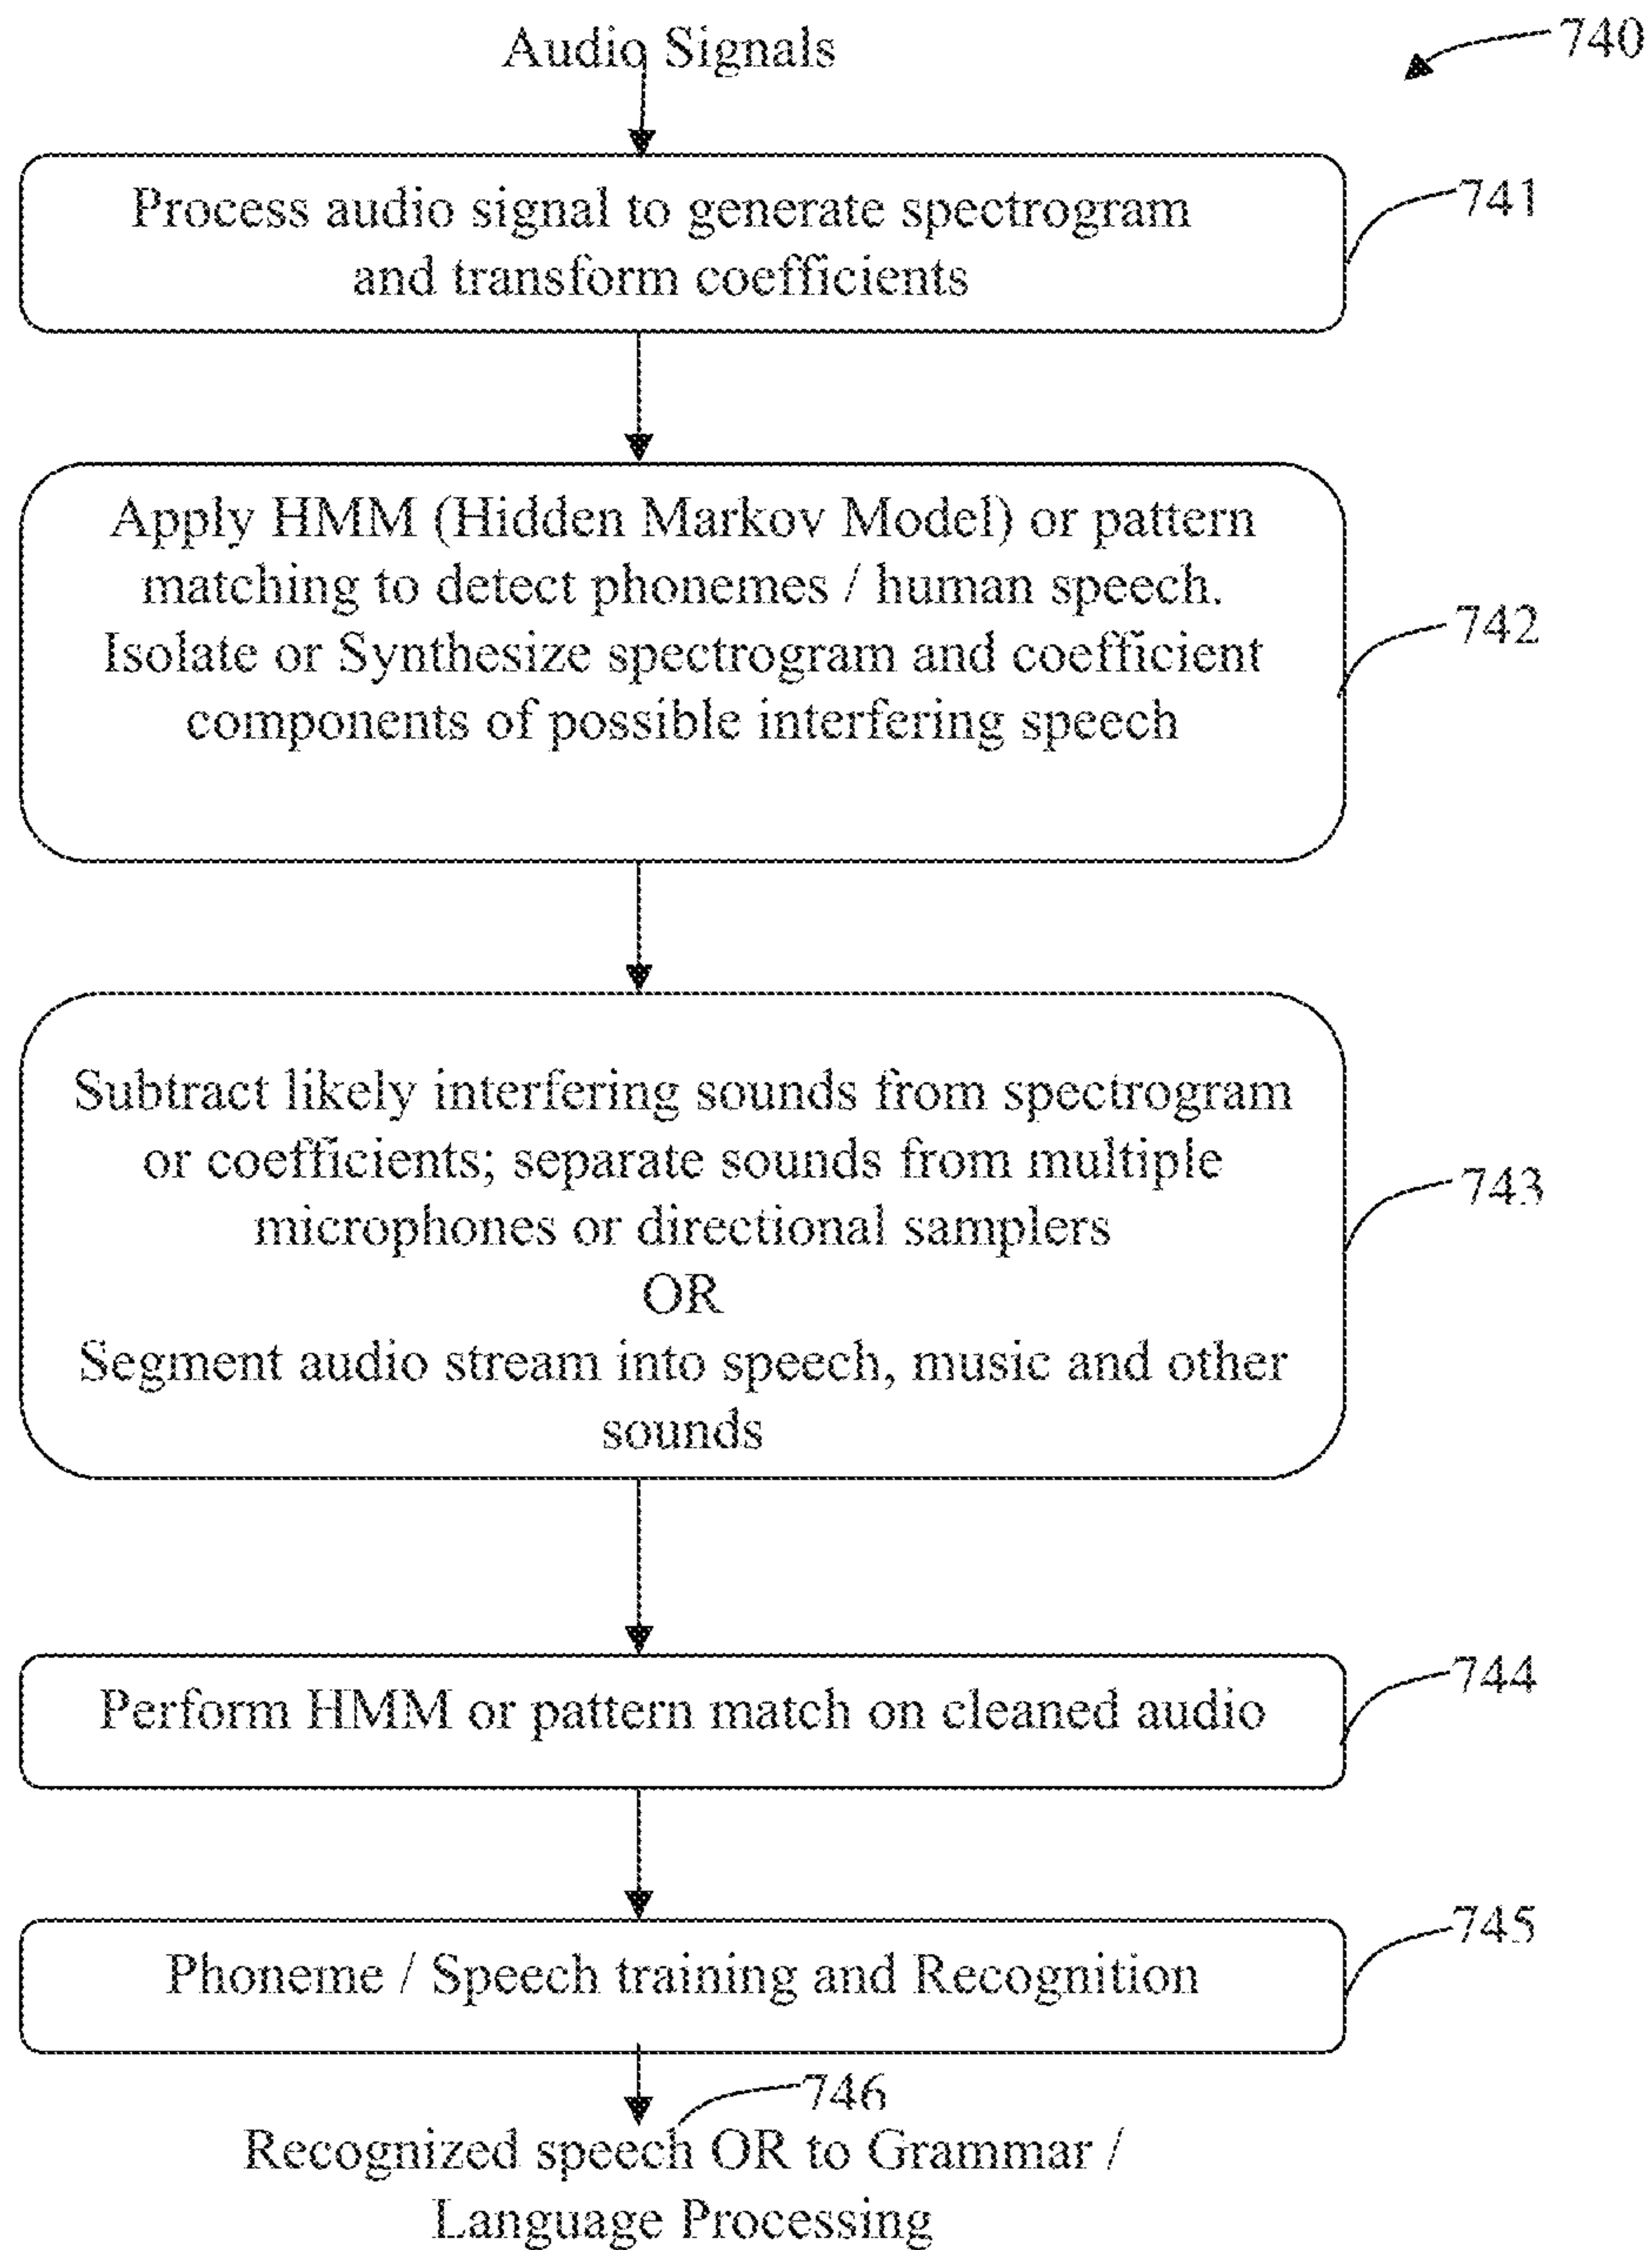 Audio Signals
740
Process audio signal to generate spectrogram
and transform coefficients
741
Apply HMM (Hidden Markov Model) or pattern
matching to detect phonemes / human speech.
Isolate or Synthesize spectrogram and coefficient
components of possible interfering speech
742
Subtract likely interfering sounds from spectrogram
or coefficients; separate sounds from multiple
microphones or directional samplers
OR
Segment audio stream into speech, music and other
sounds
743
Perform HMM or pattern match on cleaned audio
744
Phoneme / Speech training and Recognition
745
746
Recognized speech OR to Grammar /
Language Processing